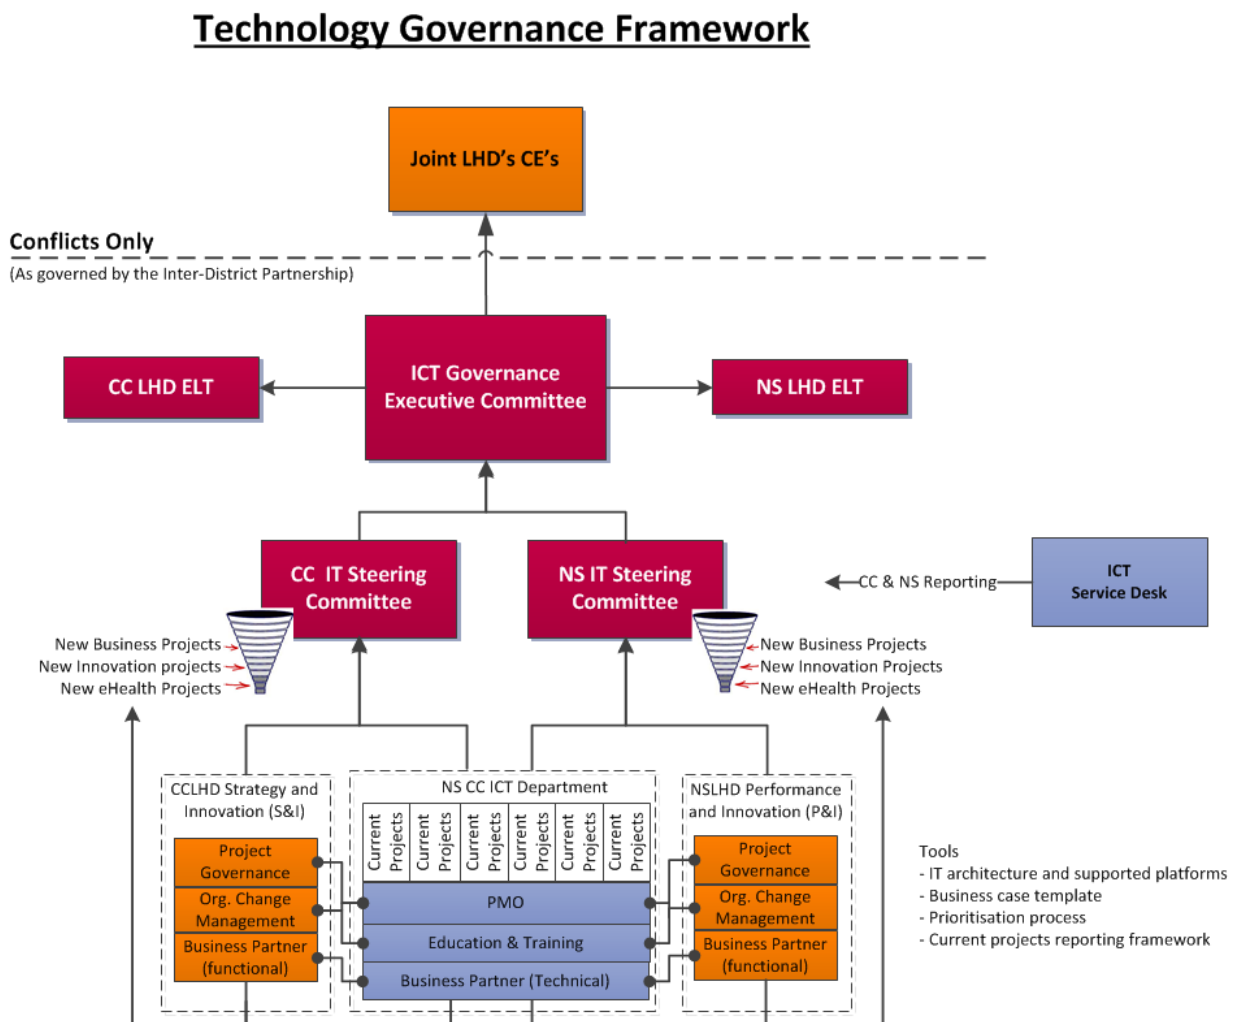 Technology Governance Framework
Joint LHD's CE's
Conflicts Only
(As governed by the Inter-District Partnership)
CC LHD ELT
ICT Governance
Executive Committee
NS LHD ELT
CC IT Steering
Committee
NS IT Steering
Committee
CC & NS Reporting
ICT
Service Desk
New Business Projects
New Innovation projects
New eHealth Projects
New Business Projects
New Innovation Projects
New eHealth Projects
CCLHD Strategy and
Innovation (S&I)
Project
Governance
Org. Change
Management
Business Partner
(functional)
NS CC ICT Department
Current
Projects
Current
Projects
Current
Projects
Current
Projects
Current
Projects
Current
Projects
PMO
Education & Training
Business Partner (Technical)
NSLHD Performance
and Innovation (P&I)
Project
Governance
Org. Change
Management
Business Partner
(functional)
Tools
- IT architecture and supported platforms
- Business case template
- Prioritisation process
- Current projects reporting framework